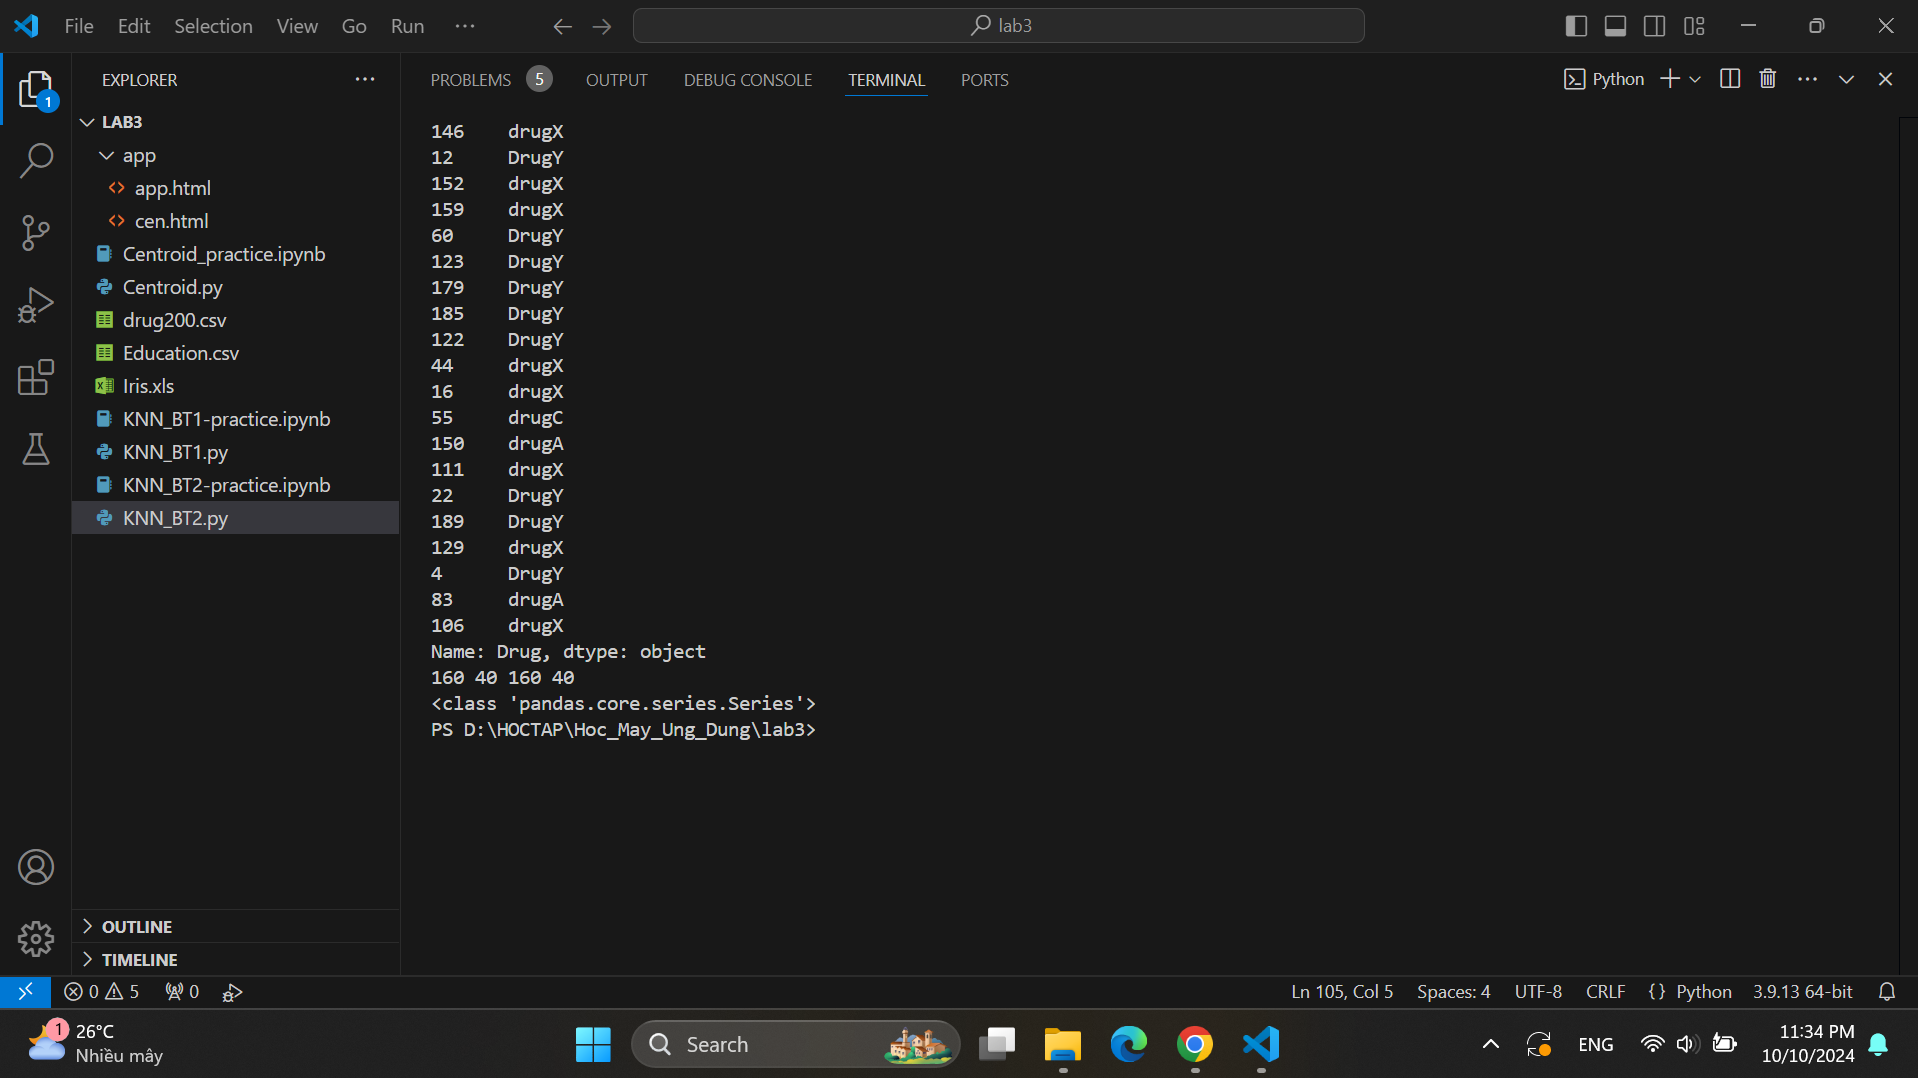 File Edit Selection View Go Run ···
lab3
EXPLORER ···
LAB3
app
app.html
cen.html
Centroid_practice.ipynb
Centroid.py
drug200.csv
Education.csv
Iris.xls
KNN_BT1-practice.ipynb
KNN_BT1.py
KNN_BT2-practice.ipynb
KNN_BT2.py
OUTLINE
TIMELINE
1
PROBLEMS 5 OUTPUT DEBUG CONSOLE TERMINAL PORTS
Python
146 drugX
12 DrugY
152 drugX
159 drugX
60 DrugY
123 DrugY
179 DrugY
185 DrugY
122 DrugY
44 drugX
16 drugX
55 drugC
150 drugA
111 drugX
22 DrugY
189 DrugY
129 drugX
4 DrugY
83 drugA
106 drugX
Name: Drug, dtype: object
160 40 160 40
<class 'pandas.core.series.Series'>
PS D:\HOCTAP\Hoc_May_Ung_Dung\lab3>
0 5 0
Ln 105, Col 5 Spaces: 4 UTF-8 CRLF {} Python 3.9.13 64-bit
1 26°C
Nhiều mây
Search
ENG
11:34 PM
10/10/2024